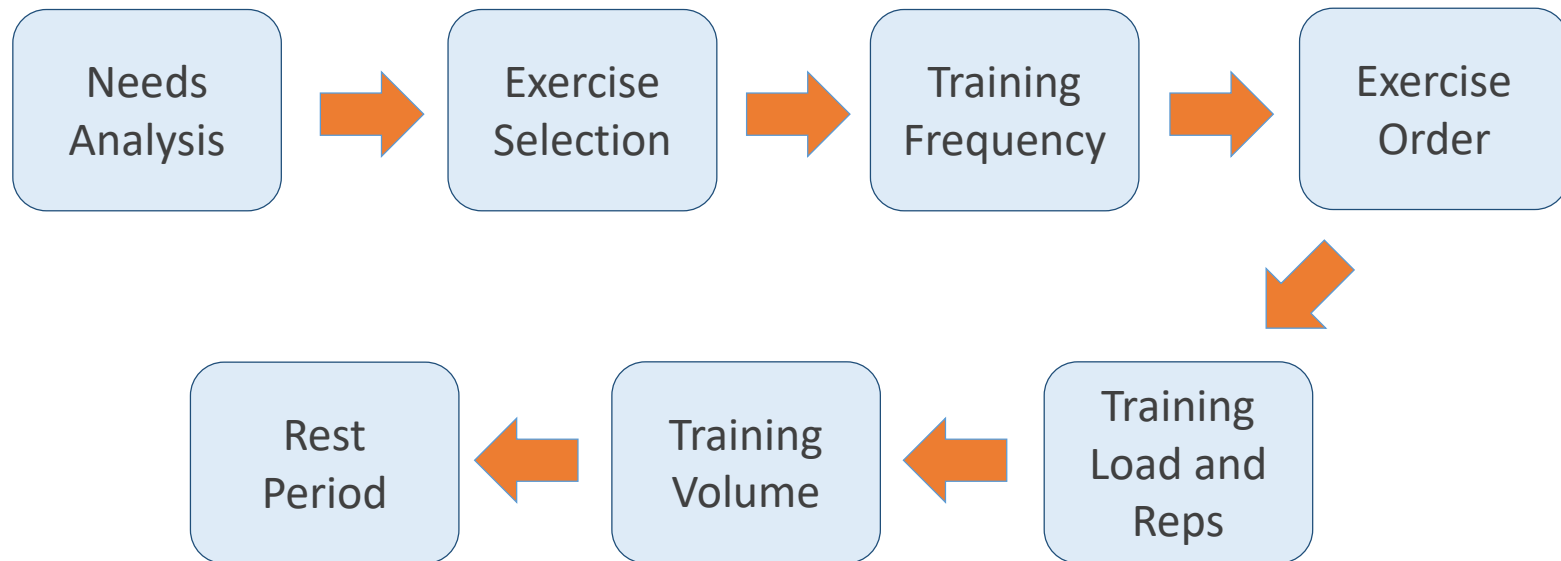 Needs
Analysis
Exercise
Selection
Training
Frequency
Exercise
Order
Training
Load and
Reps
Training
Volume
Rest
Period